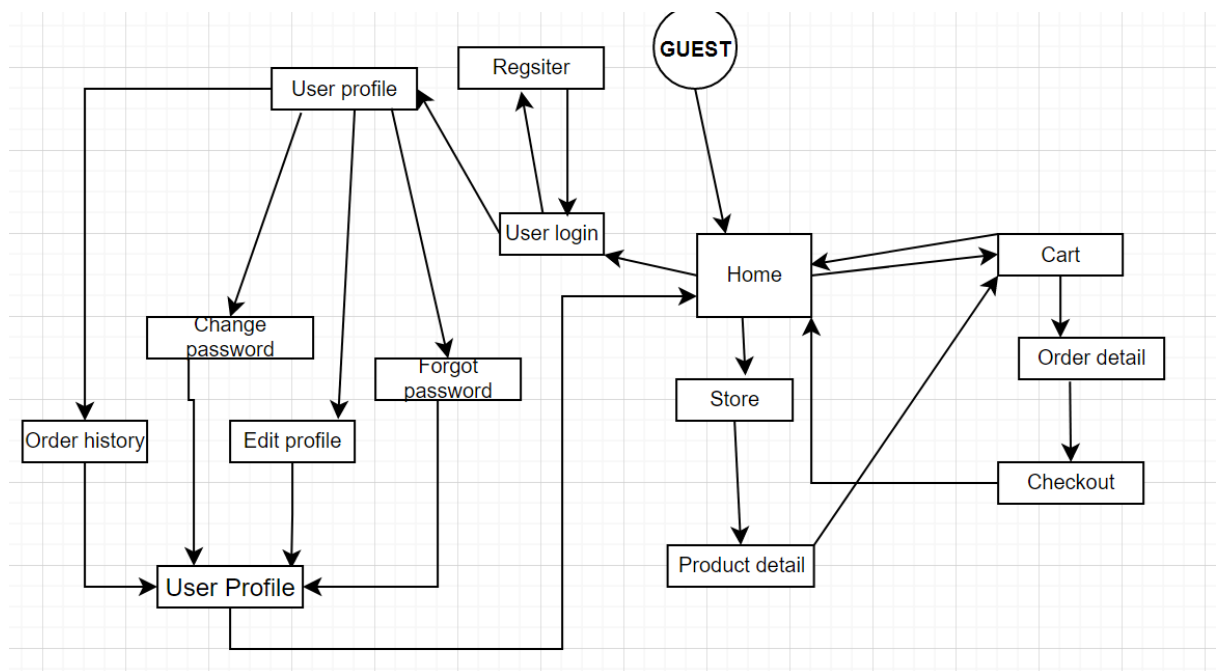 GUEST
Regsiter
User profile
User login
Cart
Home
Change
password
Order detail
Forgot
password
Store
Order history
Edit profile
Checkout
Product detail
User Profile